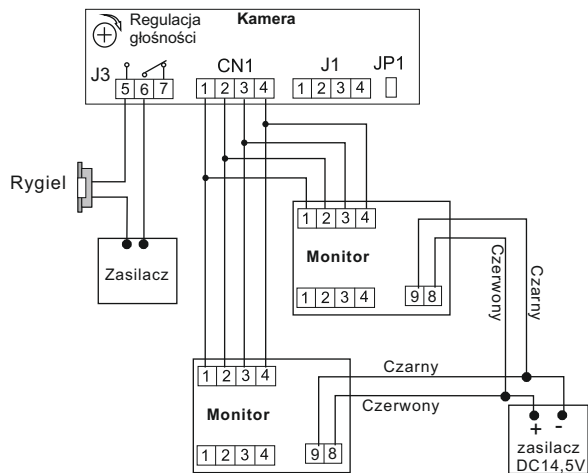 Regulacja
głośności
Kamera
J3
5 6 7
CN1
1 2 3 4
J1
1 2 3 4
JP1
Rygiel
Zasilacz
1 2 3 4
Monitor
1 2 3 4
9 8
Czerwony
Czarny
1 2 3 4
Monitor
1 2 3 4
9 8
Czarny
Czerwony
+ -
zasilacz
DC14,5V